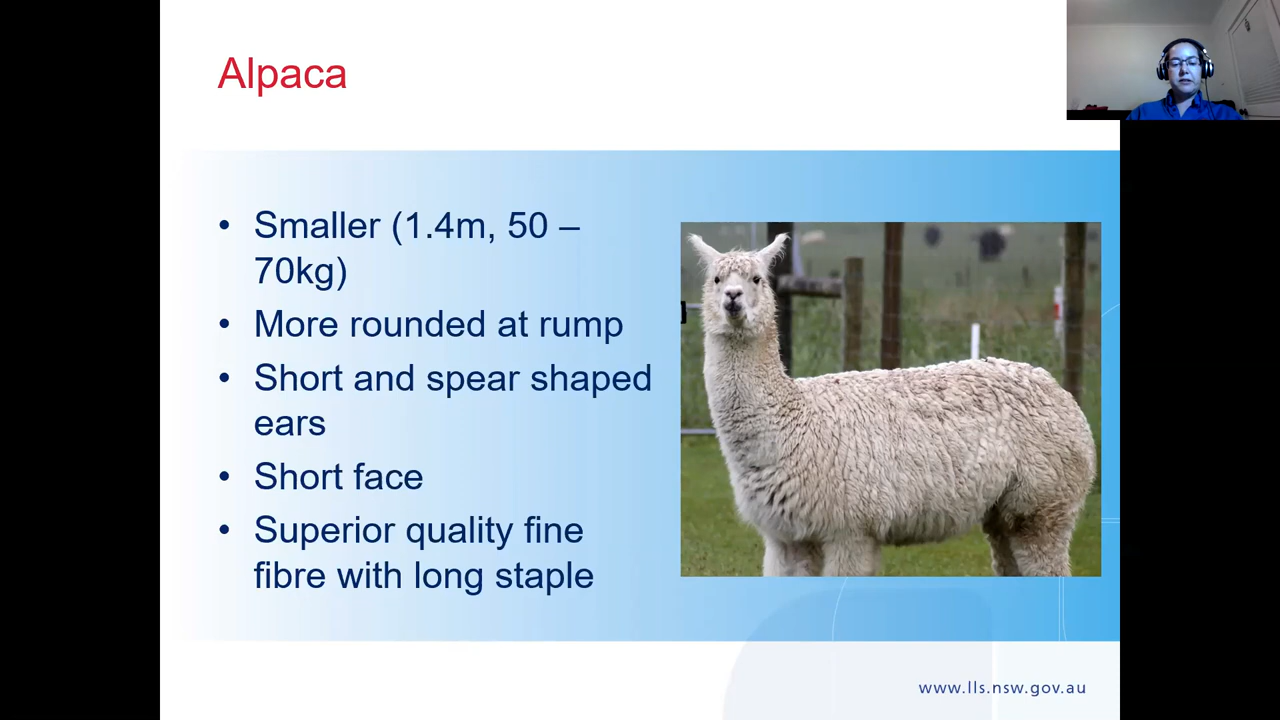 Alpaca
• Smaller (1.4m, 50 –
70kg)
• More rounded at rump
• Short and spear shaped
ears
• Short face
• Superior quality fine
fibre with long staple
www.lls.nsw.gov.au